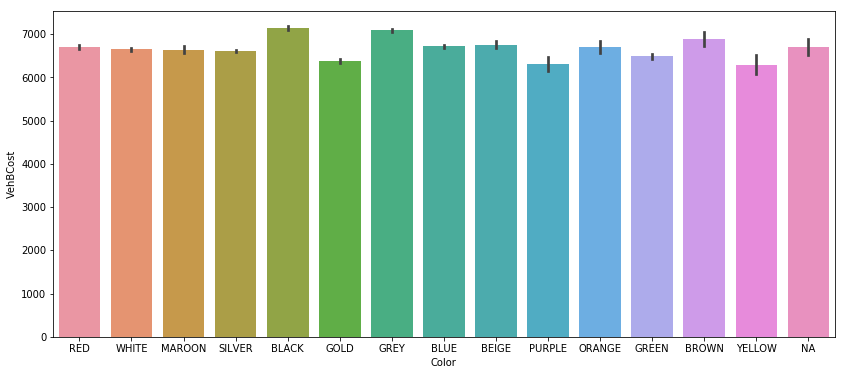 VehBCost
7000
6000
5000
4000
3000
2000
1000
0
RED WHITE MAROON SILVER BLACK GOLD GREY BLUE BEIGE PURPLE ORANGE GREEN BROWN YELLOW NA
Color